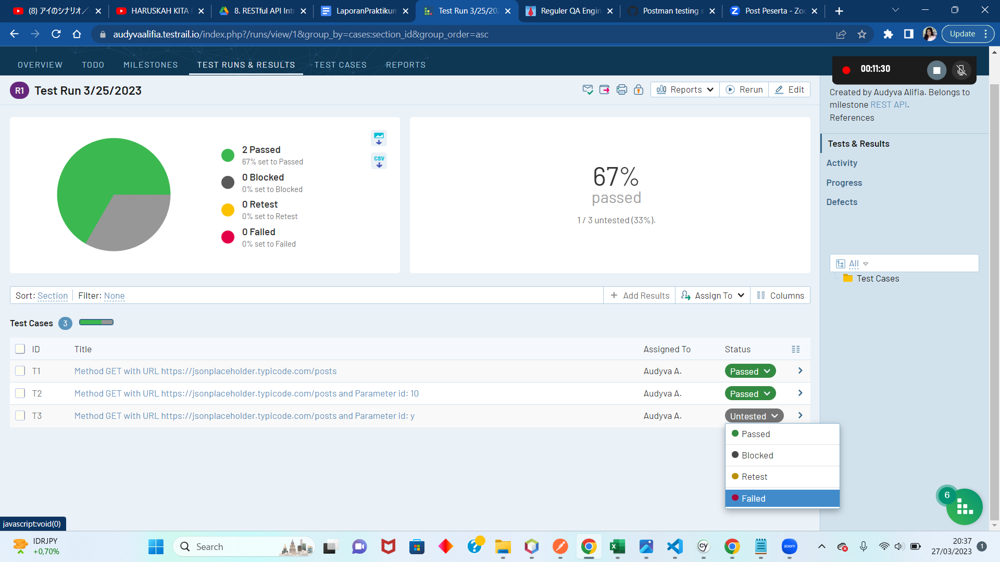 (8) アイのシナリオ／
HARUSKAH KITA
8. RESTful API Int
LaporanPraktikum
Test Run 3/25/202
Reguler QA Engin
Postman testing s
Post Peserta - Zoo
audyvaalifia.testrail.io/index.php?/runs/view/1&group_by=cases:section_id&group_order=asc
Update
OVERVIEW
TODO
MILESTONES
TEST RUNS & RESULTS
TEST CASES
REPORTS
00:11:30
R1
Test Run 3/25/2023
Reports
Rerun
Edit
Created by Audyva Alifia. Belongs to
milestone REST API.
References
2 Passed
67% set to Passed
0 Blocked
0% set to Blocked
0 Retest
0% set to Retest
0 Failed
0% set to Failed
CSV
67%
passed
1 / 3 untested (33%).
Tests & Results
Activity
Progress
Defects
All
Test Cases
Sort: Section
Filter: None
Add Results
Assign To
Columns
Test Cases 3
ID Title Assigned To Status
T1 Method GET with URL https://jsonplaceholder.typicode.com/posts Audyva A. Passed
T2 Method GET with URL https://jsonplaceholder.typicode.com/posts and Parameter id: 10 Audyva A. Passed
T3 Method GET with URL https://jsonplaceholder.typicode.com/posts and Parameter id: y Audyva A. Untested
Passed
Blocked
Retest
Failed
6
javascript:void(0)
IDRJPY
+0,70%
Search
cy
zoom
20:37
27/03/2023
1